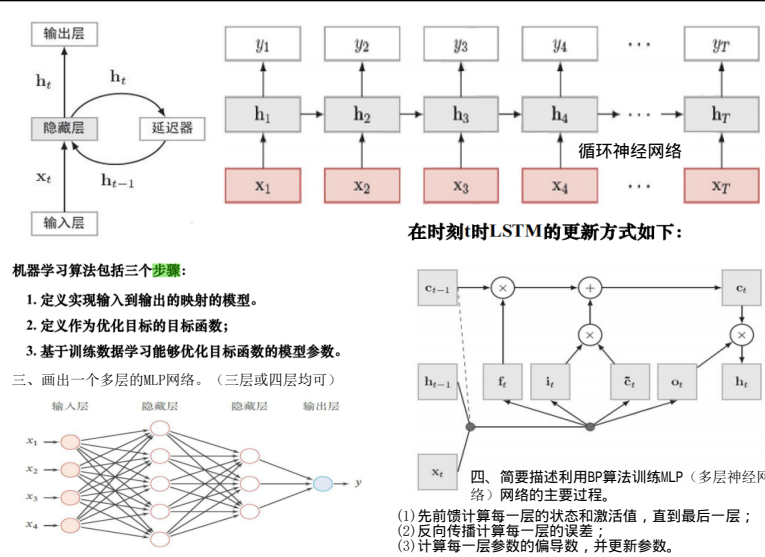 输出层
h_t
h_t
隐藏层
延迟器
x_t
h_{t−1}
输入层
y_1 y_2 y_3 y_4 ··· y_T
h_1 h_2 h_3 h_4 ··· h_T
循环神经网络
x_1 x_2 x_3 x_4 ··· x_T
机器学习算法包括三个步骤:
1. 定义实现输入到输出的映射的模型。
2. 定义作为优化目标的目标函数;
3. 基于训练数据学习能够优化目标函数的模型参数。
三、画出一个多层的MLP网络。（三层或四层均可）
输入层 隐藏层 隐藏层 输出层
x_1
x_2
x_3
x_4
y
在时刻t时LSTM的更新方式如下:
c_{t−1} × + c_t
× ×
h_{t−1} f_t i_t c̃_t o_t h_t
x_t
四、简要描述利用BP算法训练MLP（多层神经网
络）网络的主要过程。
(1)先前馈计算每一层的状态和激活值，直到最后一层；
(2)反向传播计算每一层的误差；
(3)计算每一层参数的偏导数，并更新参数。